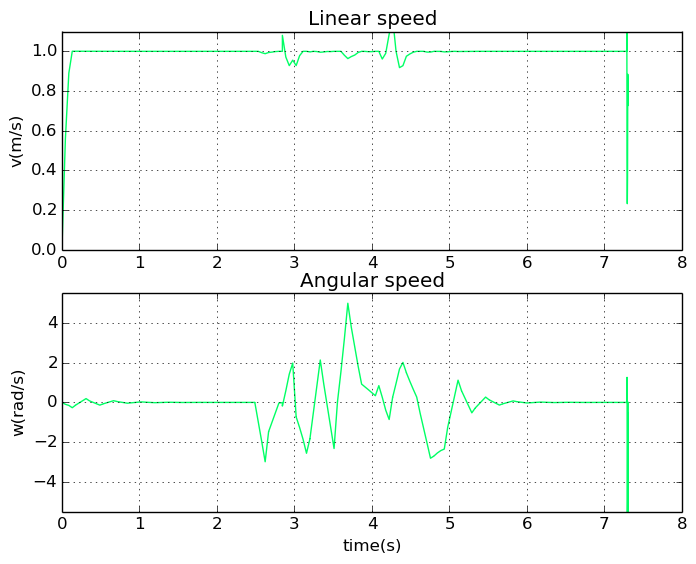 Linear speed
v(m/s)
1.0
0.8
0.6
0.4
0.2
0.0
0 1 2 3 4 5 6 7 8
Angular speed
w(rad/s)
4
2
0
−2
−4
0 1 2 3 4 5 6 7 8
time(s)